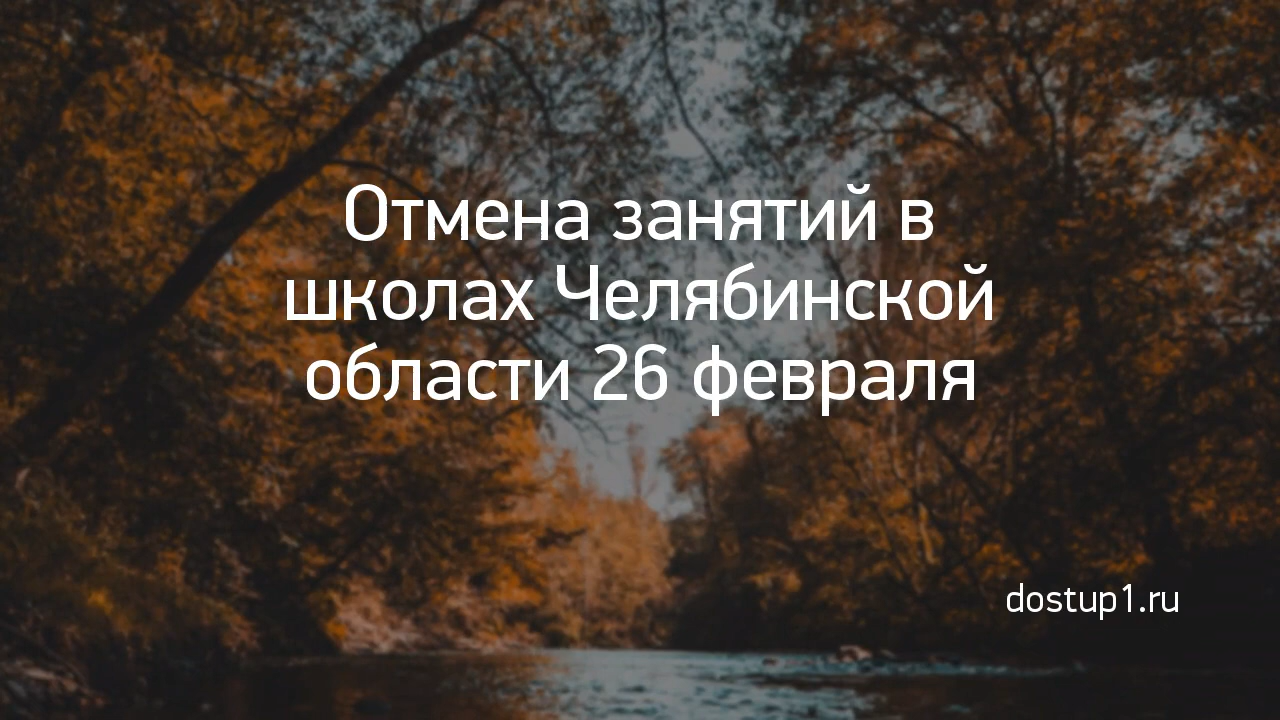 Отмена занятий в
школах Челябинской
области 26 февраля
dostup1.ru